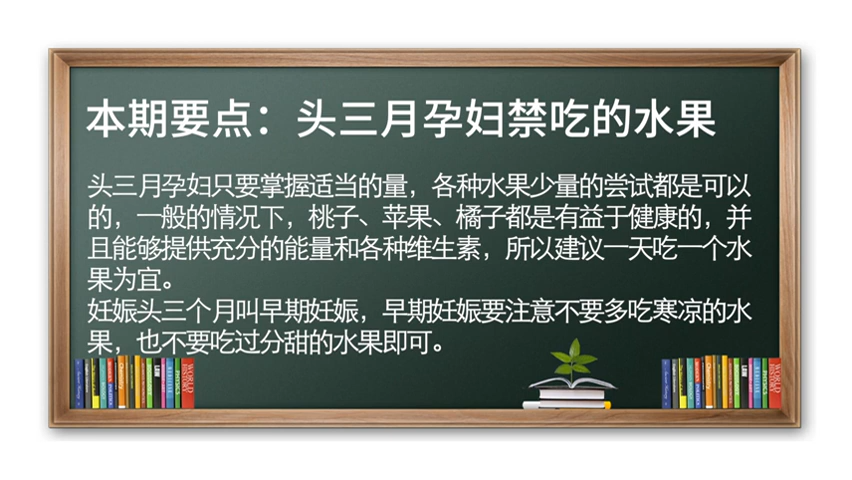 本期要点：头三月孕妇禁吃的水果
头三月孕妇只要掌握适当的量，各种水果少量的尝试都是可以
的，一般的情况下，桃子、苹果、橘子都是有益于健康的，并
且能够提供充分的能量和各种维生素，所以建议一天吃一个水
果为宜。
妊娠头三个月叫早期妊娠，早期妊娠要注意不要多吃寒凉的水
果，也不要吃过分甜的水果即可。
WORLD HISTORY
WORLD HISTORY